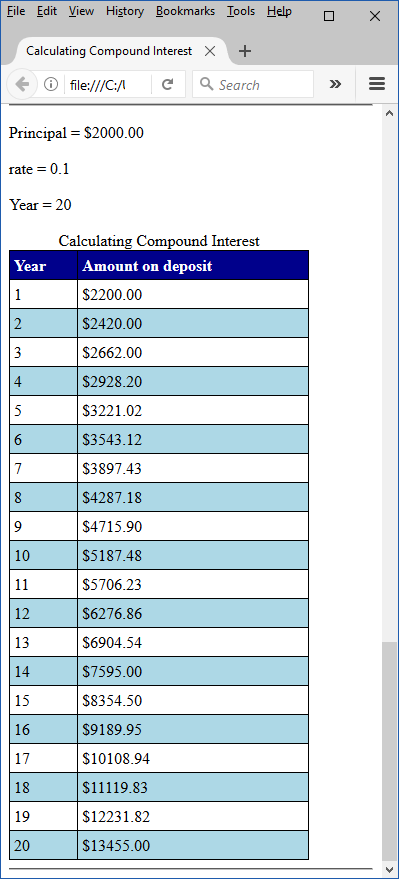 File Edit View History Bookmarks Tools Help
Calculating Compound Interest
file:///C:/l
Search
Principal = $2000.00
rate = 0.1
Year = 20
Calculating Compound Interest
Year Amount on deposit
1 $2200.00
2 $2420.00
3 $2662.00
4 $2928.20
5 $3221.02
6 $3543.12
7 $3897.43
8 $4287.18
9 $4715.90
10 $5187.48
11 $5706.23
12 $6276.86
13 $6904.54
14 $7595.00
15 $8354.50
16 $9189.95
17 $10108.94
18 $11119.83
19 $12231.82
20 $13455.00